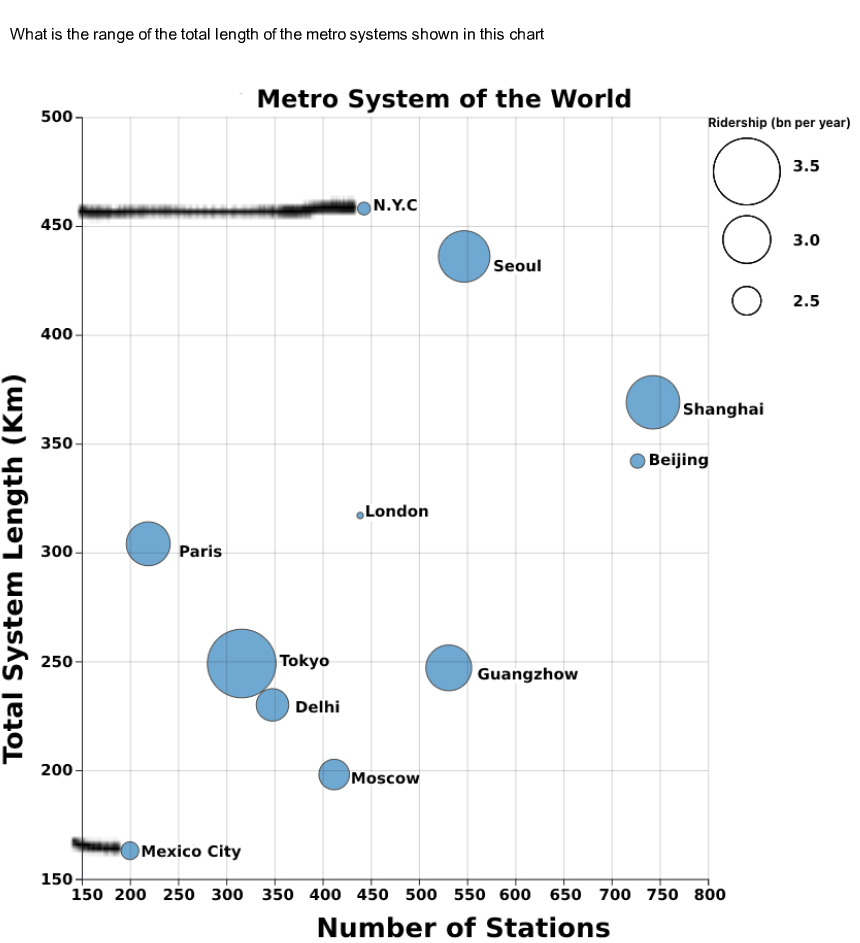 What is the range of the total length of the metro systems shown in this chart
Metro System of the World
Ridership (bn per year)
3.5
3.0
2.5
500
450
400
350
300
250
200
150
Total System Length (Km)
N.Y.C
Seoul
Shanghai
Beijing
London
Paris
Tokyo
Guangzhow
Delhi
Moscow
Mexico City
150 200 250 300 350 400 450 500 550 600 650 700 750 800
Number of Stations